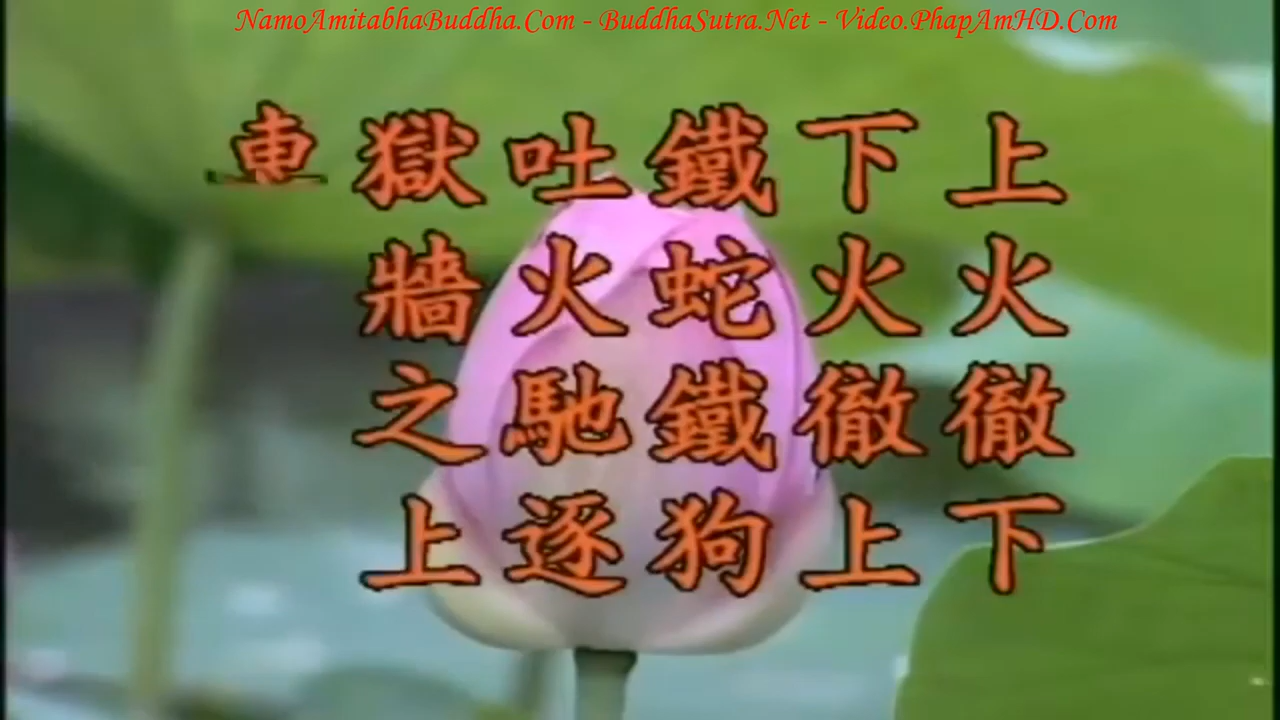 NamoAmitabhaBuddha.Com - BuddhaSutra.Net - Video.PhapAmHD.Com
上火徹下
下火徹上
鐵蛇鐵狗
吐火馳逐
獄牆之上
東